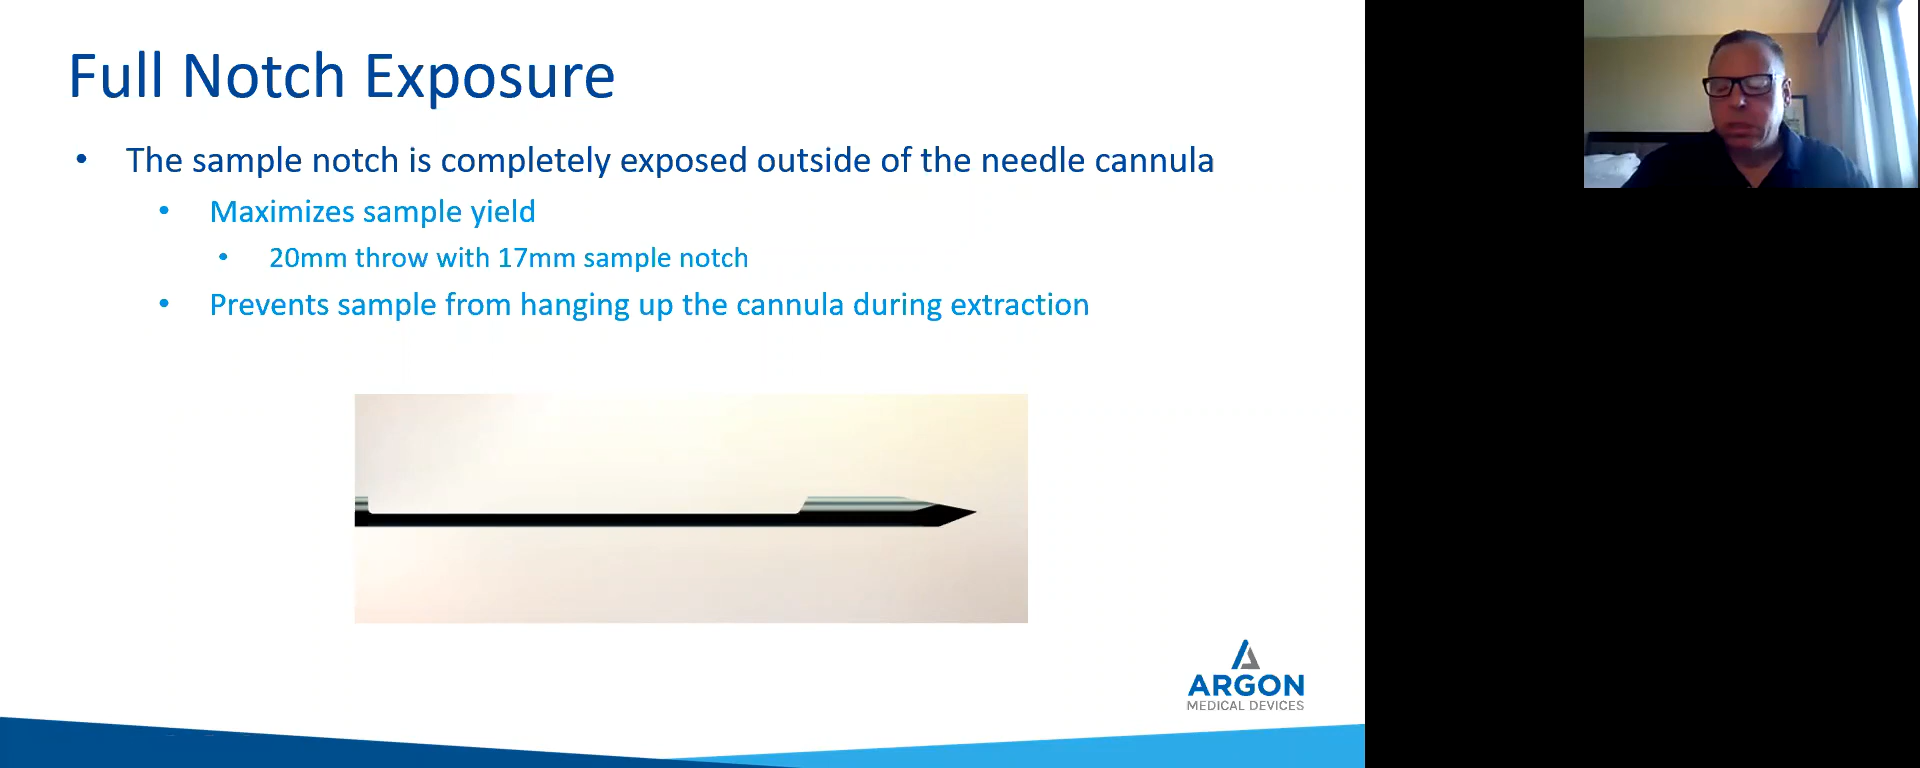 Full Notch Exposure
• The sample notch is completely exposed outside of the needle cannula
• Maximizes sample yield
• 20mm throw with 17mm sample notch
• Prevents sample from hanging up the cannula during extraction
ARGON
MEDICAL DEVICES